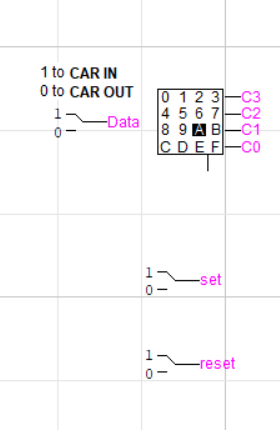 1 to CAR IN
0 to CAR OUT
1
0
Data
0 1 2 3
4 5 6 7
8 9 A B
C D E F
C3
C2
C1
C0
1
0
set
1
0
reset